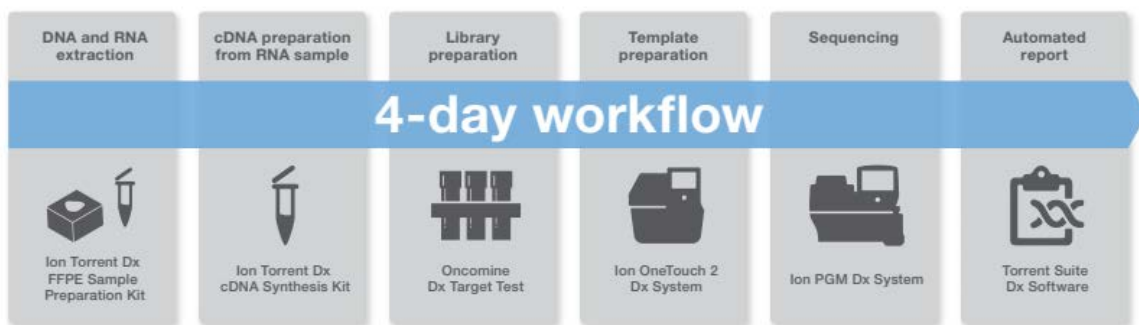 DNA and RNA
extraction
cDNA preparation
from RNA sample
Library
preparation
Template
preparation
Sequencing
Automated
report
4-day workflow
Ion Torrent Dx
FFPE Sample
Preparation Kit
Ion Torrent Dx
cDNA Synthesis Kit
Oncomine
Dx Target Test
Ion OneTouch 2
Dx System
Ion PGM Dx System
Torrent Suite
Dx Software